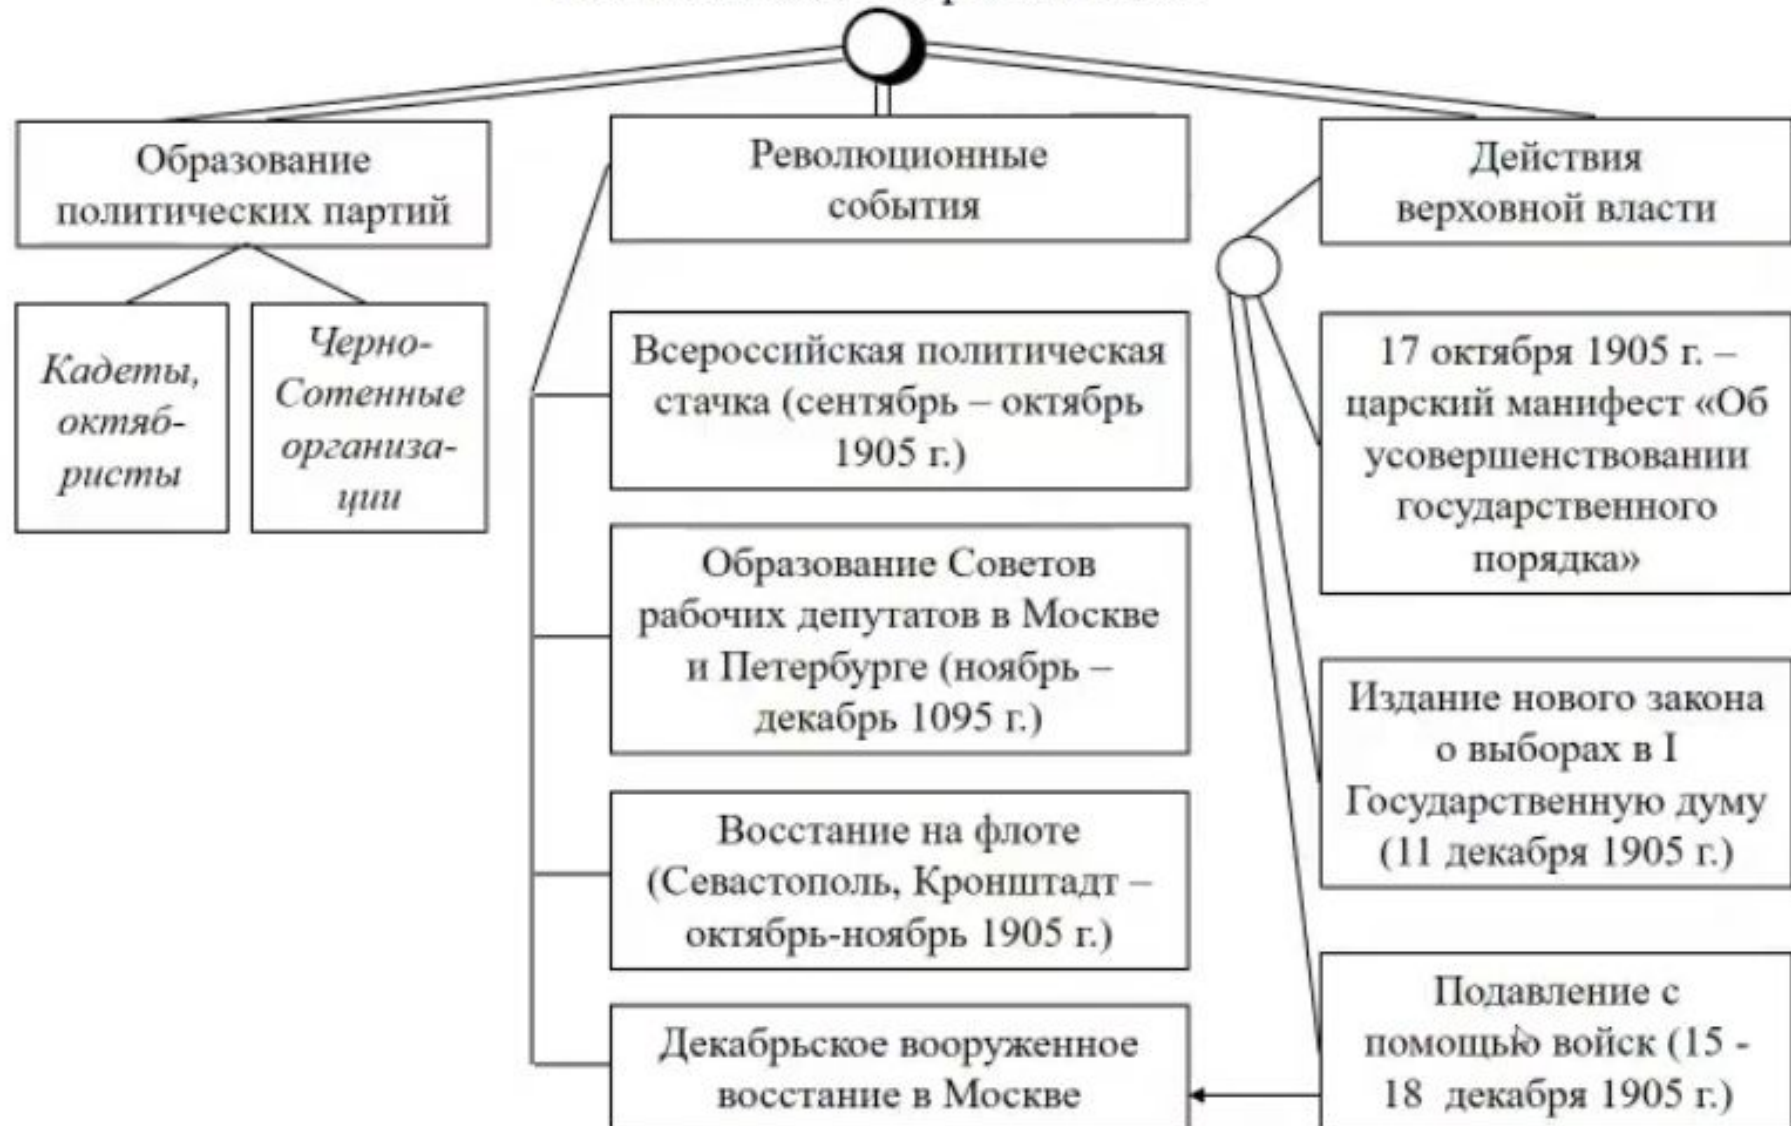 Образование
политических партий
Кадеты,
октяб-
ристы
Черно-
Сотенные
организа-
ции
Революционные
события
Всероссийская политическая
стачка (сентябрь – октябрь
1905 г.)
Образование Советов
рабочих депутатов в Москве
и Петербурге (ноябрь –
декабрь 1095 г.)
Восстание на флоте
(Севастополь, Кронштадт –
октябрь-ноябрь 1905 г.)
Декабрьское вооруженное
восстание в Москве
Действия
верховной власти
17 октября 1905 г. –
царский манифест «Об
усовершенствовании
государственного
порядка»
Издание нового закона
о выборах в I
Государственную думу
(11 декабря 1905 г.)
Подавление с
помощью войск (15 -
18 декабря 1905 г.)